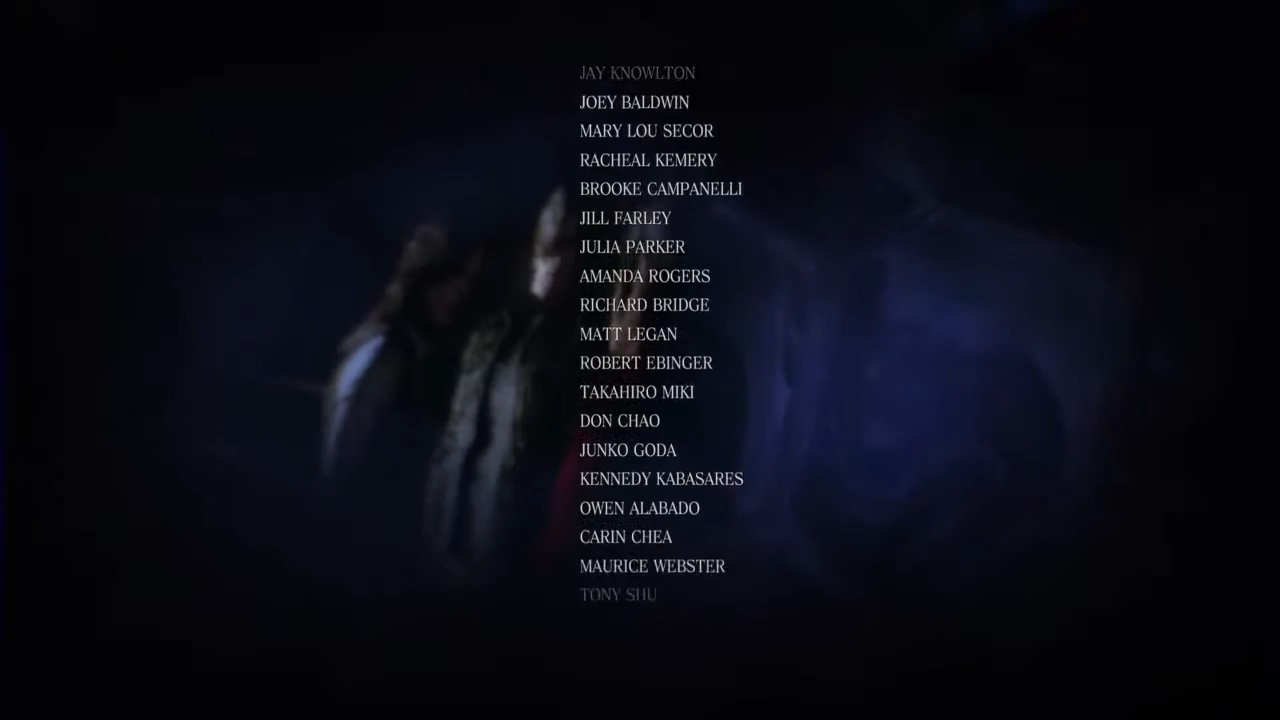 JAY KNOWLTON
JOEY BALDWIN
MARY LOU SECOR
RACHEAL KEMERY
BROOKE CAMPANELLI
JILL FARLEY
JULIA PARKER
AMANDA ROGERS
RICHARD BRIDGE
MATT LEGAN
ROBERT EBINGER
TAKAHIRO MIKI
DON CHAO
JUNKO GODA
KENNEDY KABASARES
OWEN ALABADO
CARIN CHEA
MAURICE WEBSTER
TONY SHU